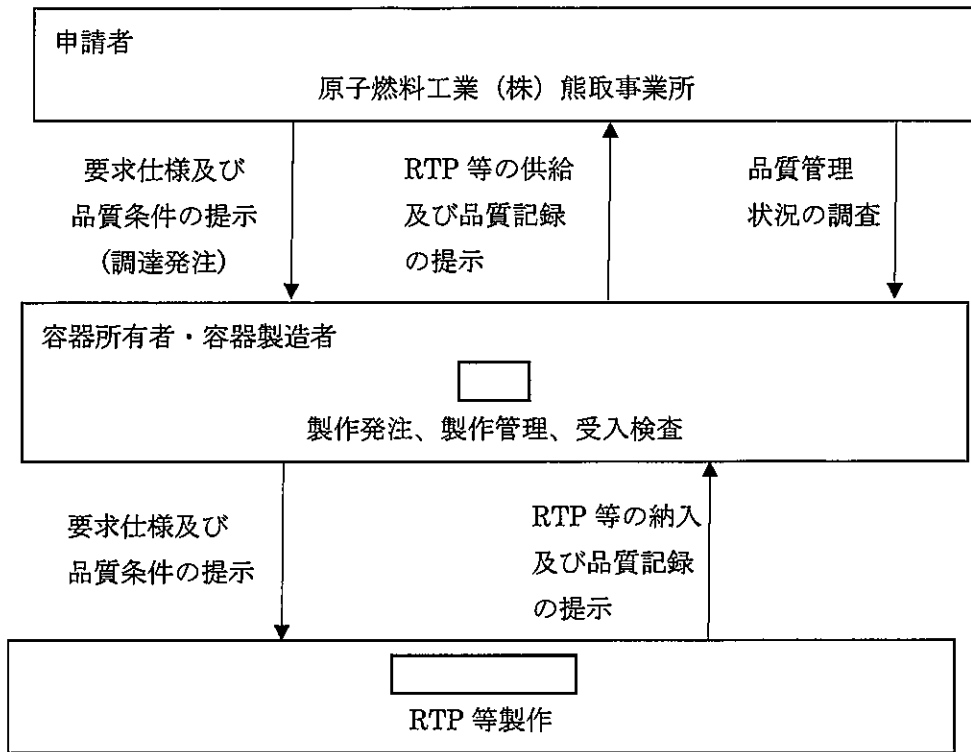 申請者
原子燃料工業（株）熊取事業所
要求仕様及び
品質条件の提示
（調達発注）
RTP 等の供給
及び品質記録
の提示
品質管理
状況の調査
容器所有者・容器製造者
製作発注、製作管理、受入検査
要求仕様及び
品質条件の提示
RTP 等の納入
及び品質記録
の提示
RTP 等製作